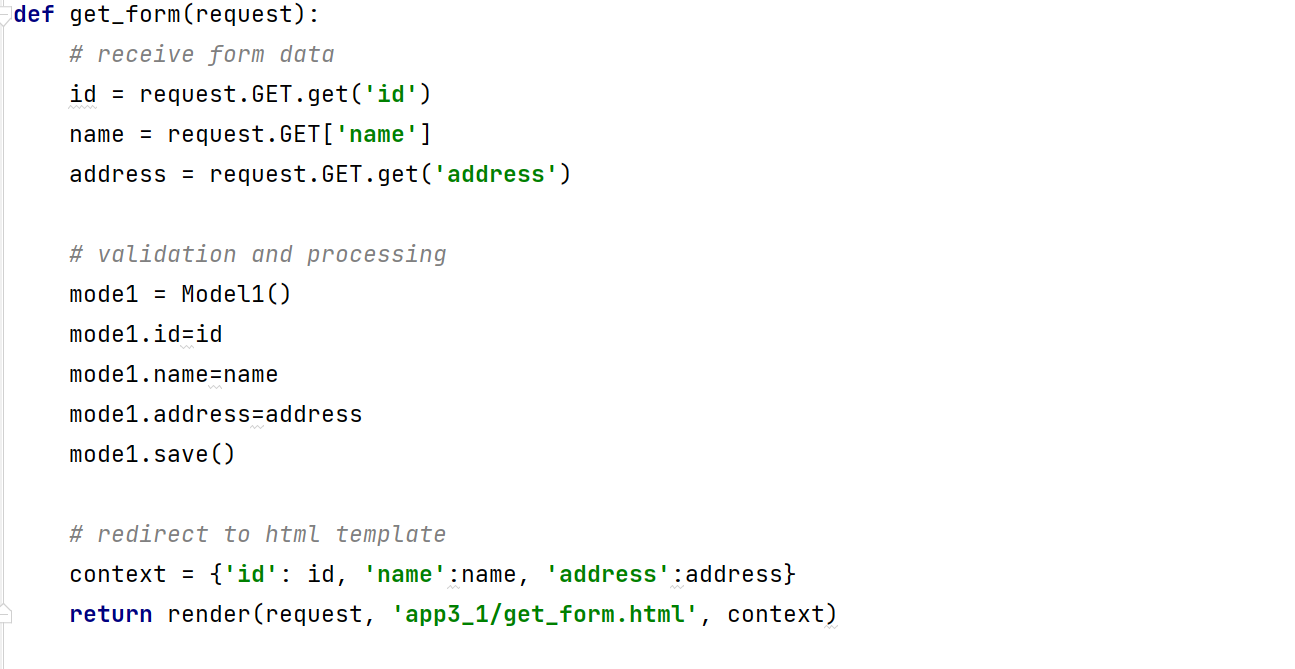 def get_form(request):
    # receive form data
    id = request.GET.get('id')
    name = request.GET['name']
    address = request.GET.get('address')

    # validation and processing
    mode1 = Model1()
    mode1.id=id
    mode1.name=name
    mode1.address=address
    mode1.save()

    # redirect to html template
    context = {'id': id, 'name':name, 'address':address}
    return render(request, 'app3_1/get_form.html', context)